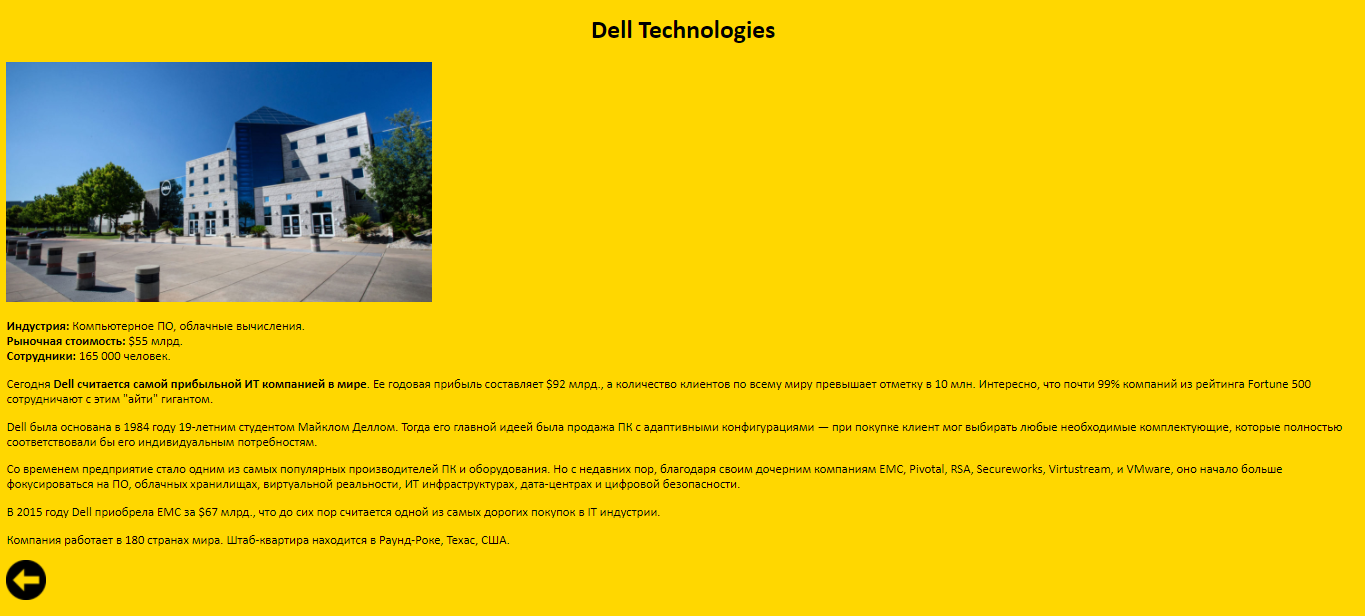 Dell Technologies
Индустрия: Компьютерное ПО, облачные вычисления.
Рыночная стоимость: $55 млрд.
Сотрудники: 165 000 человек.
Сегодня Dell считается самой прибыльной ИТ компанией в мире. Ее годовая прибыль составляет $92 млрд., а количество клиентов по всему миру превышает отметку в 10 млн. Интересно, что почти 99% компаний из рейтинга Fortune 500
сотрудничают с этим "айти" гигантом.
Dell была основана в 1984 году 19-летним студентом Майклом Деллом. Тогда его главной идеей была продажа ПК с адаптивными конфигурациями — при покупке клиент мог выбирать любые необходимые комплектующие, которые полностью
соответствовали бы его индивидуальным потребностям.
Со временем предприятие стало одним из самых популярных производителей ПК и оборудования. Но с недавних пор, благодаря своим дочерним компаниям EMC, Pivotal, RSA, Secureworks, Virtustream, и VMware, оно начало больше
фокусироваться на ПО, облачных хранилищах, виртуальной реальности, ИТ инфраструктурах, дата-центрах и цифровой безопасности.
В 2015 году Dell приобрела EMC за $67 млрд., что до сих пор считается одной из самых дорогих покупок в IT индустрии.
Компания работает в 180 странах мира. Штаб-квартира находится в Раунд-Роке, Техас, США.